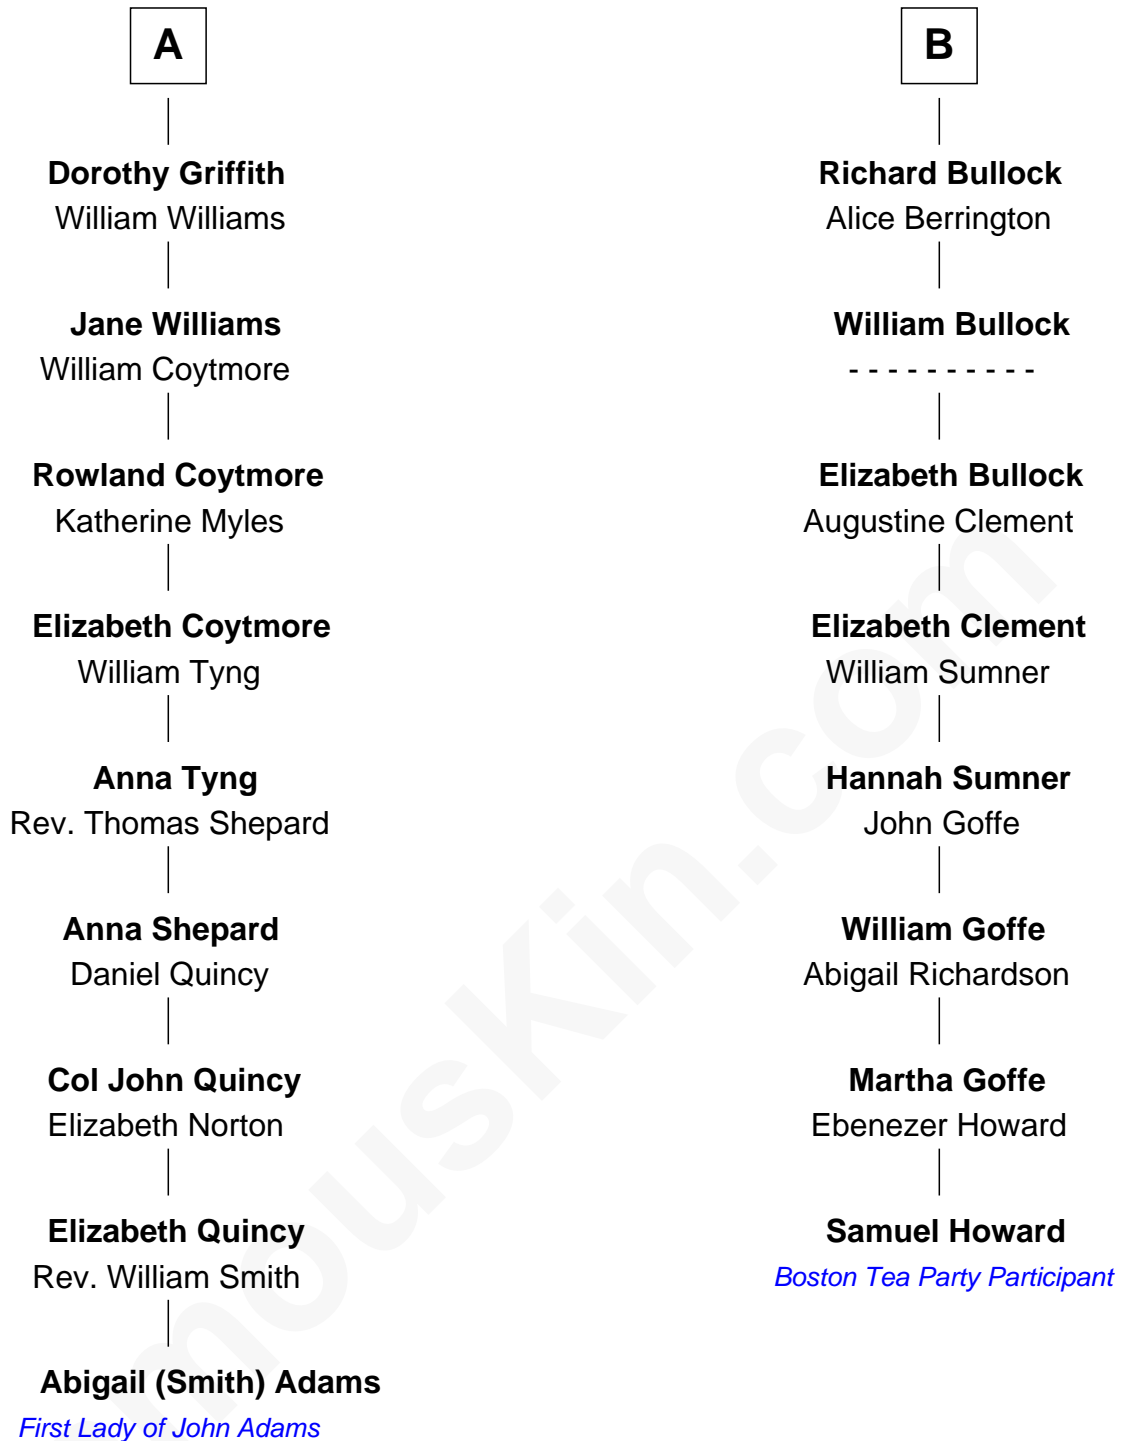 A
Dorothy Griffith
William Williams
Jane Williams
William Coytmore
Rowland Coytmore
Katherine Myles
Elizabeth Coytmore
William Tyng
Anna Tyng
Rev. Thomas Shepard
Anna Shepard
Daniel Quincy
Col John Quincy
Elizabeth Norton
Elizabeth Quincy
Rev. William Smith
Abigail (Smith) Adams
First Lady of John Adams
B
Richard Bullock
Alice Berrington
William Bullock
- - - - - - - - - -
Elizabeth Bullock
Augustine Clement
Elizabeth Clement
William Sumner
Hannah Sumner
John Goffe
William Goffe
Abigail Richardson
Martha Goffe
Ebenezer Howard
Samuel Howard
Boston Tea Party Participant
mousKin.com